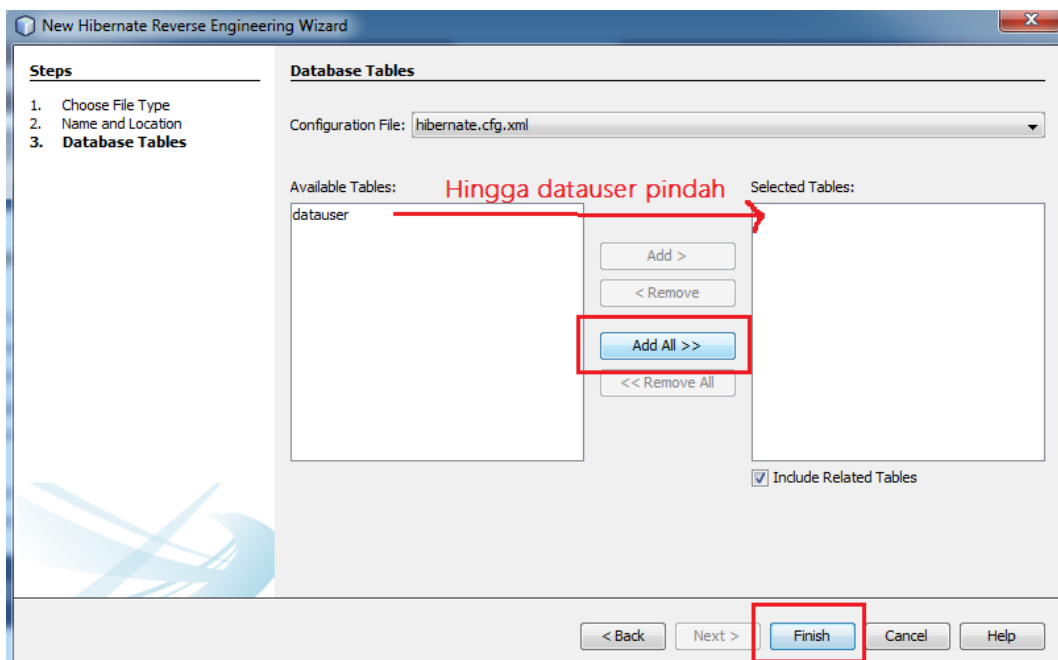 New Hibernate Reverse Engineering Wizard
Steps
1. Choose File Type
2. Name and Location
3. Database Tables
Database Tables
Configuration File: hibernate.cfg.xml
Available Tables:
Hingga datauser pindah
Selected Tables:
datauser
Add >
< Remove
Add All >>
<< Remove All
Include Related Tables
< Back
Next >
Finish
Cancel
Help